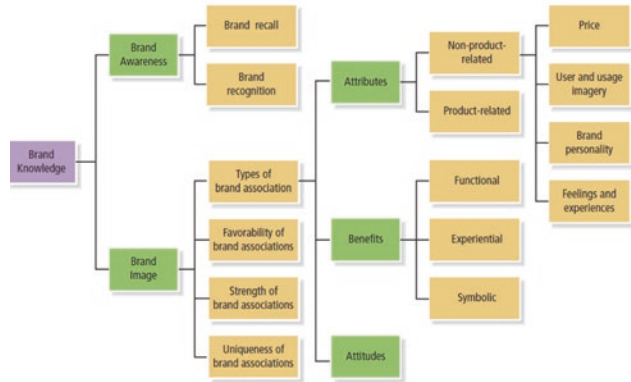 Brand
Knowledge
Brand
Awareness
Brand recall
Brand
recognition
Brand
Image
Types of
brand association
Favorability of
brand associations
Strength of
brand associations
Uniqueness of
brand associations
Attributes
Non-product-
related
Product-related
Price
User and usage
imagery
Brand
personality
Feelings and
experiences
Benefits
Functional
Experiential
Symbolic
Attitudes